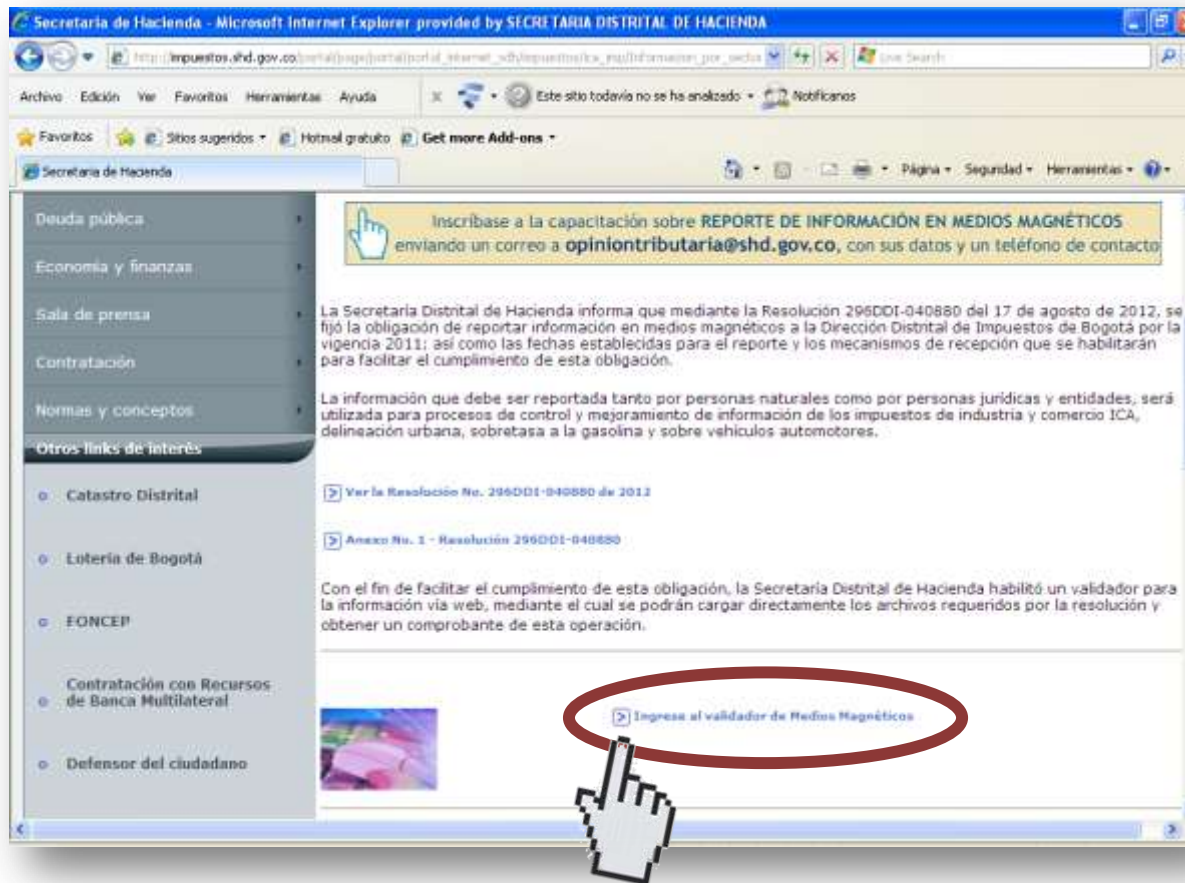 Secretaria de Hacienda - Microsoft Internet Explorer provided by SECRETARIA DISTRITAL DE HACIENDA
http://impuestos.shd.gov.co/
Live Search
Archivo Edición Ver Favoritos Herramientas Ayuda
Este sitio todavía no se ha analizado
Notifícanos
Favoritos
Sitios sugeridos
Hotmail gratuito
Get more Add-ons
Secretaria de Hacienda
Página
Seguridad
Herramientas
Deuda pública
Economía y finanzas
Sala de prensa
Contratación
Normas y conceptos
Otros links de interés
Catastro Distrital
Lotería de Bogotá
FONCEP
Contratación con Recursos
de Banca Multilateral
Defensor del ciudadano
Inscríbase a la capacitación sobre REPORTE DE INFORMACIÓN EN MEDIOS MAGNÉTICOS
enviando un correo a opiniontributaria@shd.gov.co, con sus datos y un teléfono de contacto
La Secretaría Distrital de Hacienda informa que mediante la Resolución 296DDI-040880 del 17 de agosto de 2012, se
fijó la obligación de reportar información en medios magnéticos a la Dirección Distrital de Impuestos de Bogotá por la
vigencia 2011; así como las fechas establecidas para el reporte y los mecanismos de recepción que se habilitarán
para facilitar el cumplimiento de esta obligación.
La información que debe ser reportada tanto por personas naturales como por personas jurídicas y entidades, será
utilizada para procesos de control y mejoramiento de información de los impuestos de industria y comercio ICA,
delineación urbana, sobretasa a la gasolina y sobre vehículos automotores.
Ver la Resolución No. 296DDI-040880 de 2012
Anexo No. 1 - Resolución 296DDI-040880
Con el fin de facilitar el cumplimiento de esta obligación, la Secretaría Distrital de Hacienda habilitó un validador para
la información vía web, mediante el cual se podrán cargar directamente los archivos requeridos por la resolución y
obtener un comprobante de esta operación.
Ingrese al validador de Medios Magnéticos